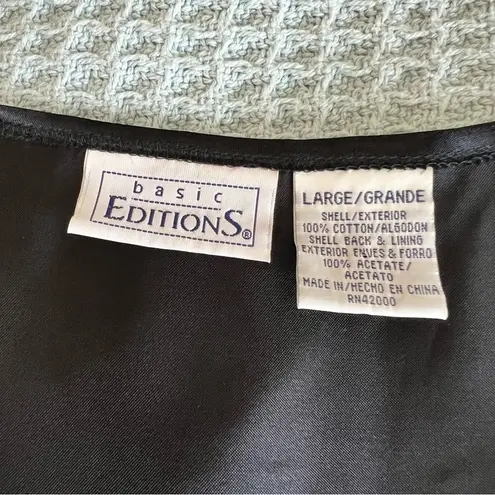 basic
EDITIONS®
LARGE/GRANDE
SHELL/EXTERIOR
100% COTTON/ALGODON
SHELL BACK & LINING
EXTERIOR ENVES & FORRO
100% ACETATE/
ACETATO
MADE IN/HECHO EN CHINA
RN42000